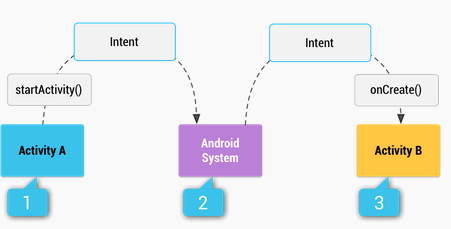 Intent
Intent
startActivity()
onCreate()
Activity A
Android
System
Activity B
1
2
3